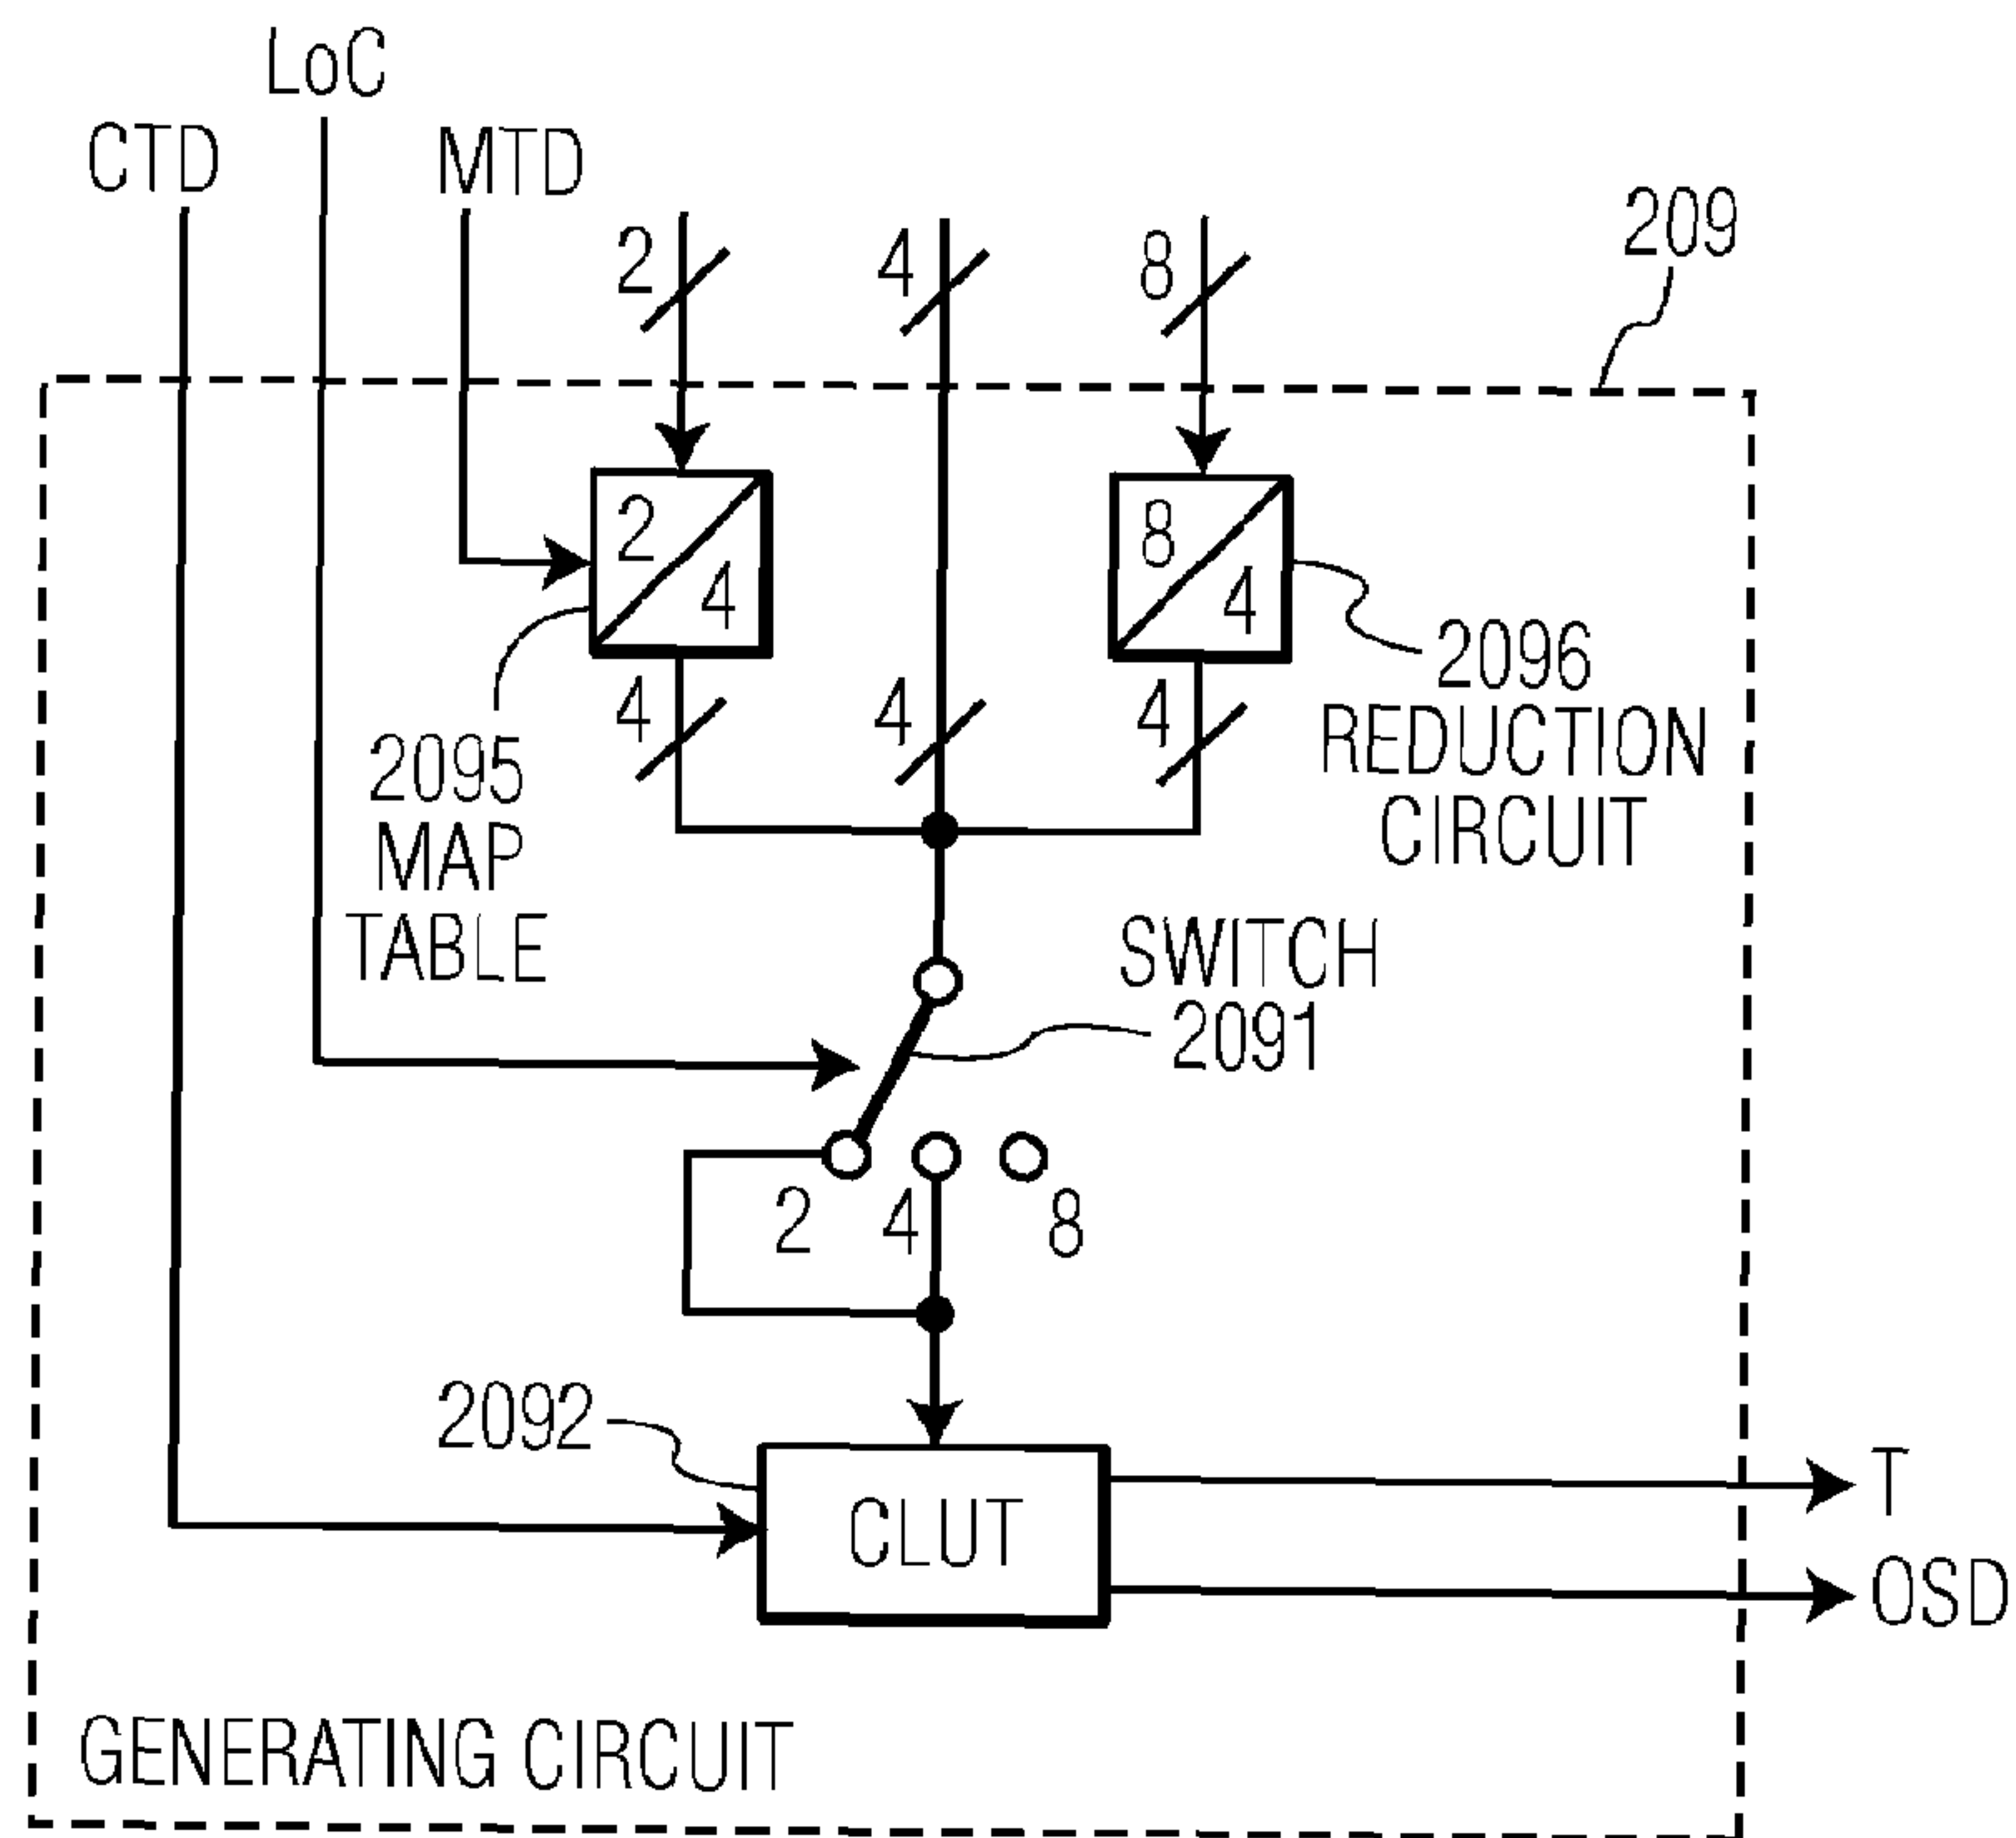 LoC
CTD
MTD
2
4
8
209
2
4
8
4
4
4
4
2096
REDUCTION
CIRCUIT
2095
MAP
TABLE
SWITCH
2091
2
4
8
2092
CLUT
T
OSD
GENERATING CIRCUIT